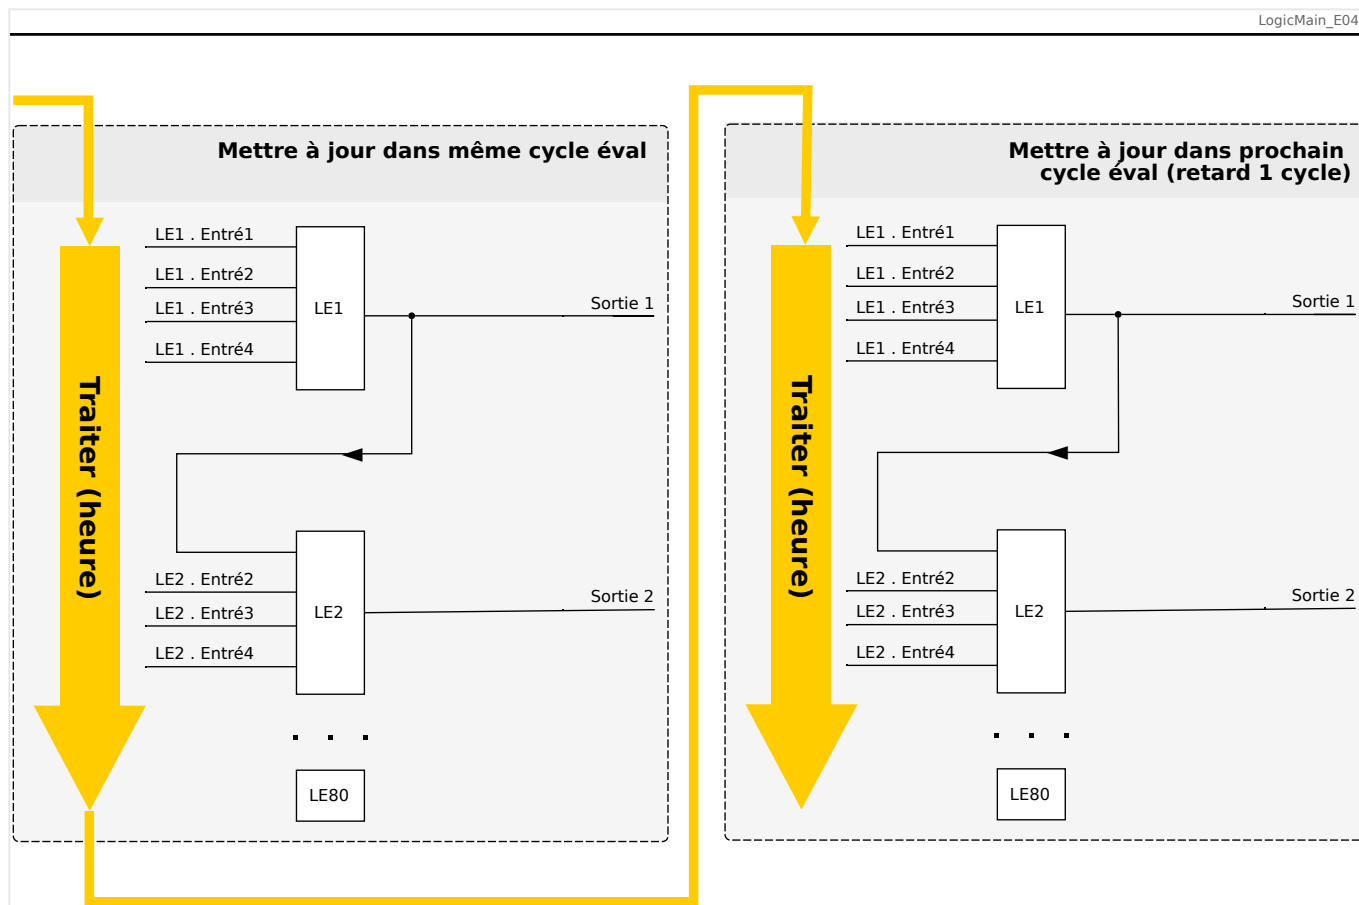 LogicMain_E04
Mettre à jour dans même cycle éval
LE1 . Entré1
LE1 . Entré2
LE1 . Entré3
LE1 . Entré4
LE1
Sortie 1
Traiter (heure)
LE2 . Entré2
LE2 . Entré3
LE2 . Entré4
LE2
Sortie 2
. . .
LE80
Mettre à jour dans prochain
cycle éval (retard 1 cycle)
LE1 . Entré1
LE1 . Entré2
LE1 . Entré3
LE1 . Entré4
LE1
Sortie 1
Traiter (heure)
LE2 . Entré2
LE2 . Entré3
LE2 . Entré4
LE2
Sortie 2
. . .
LE80